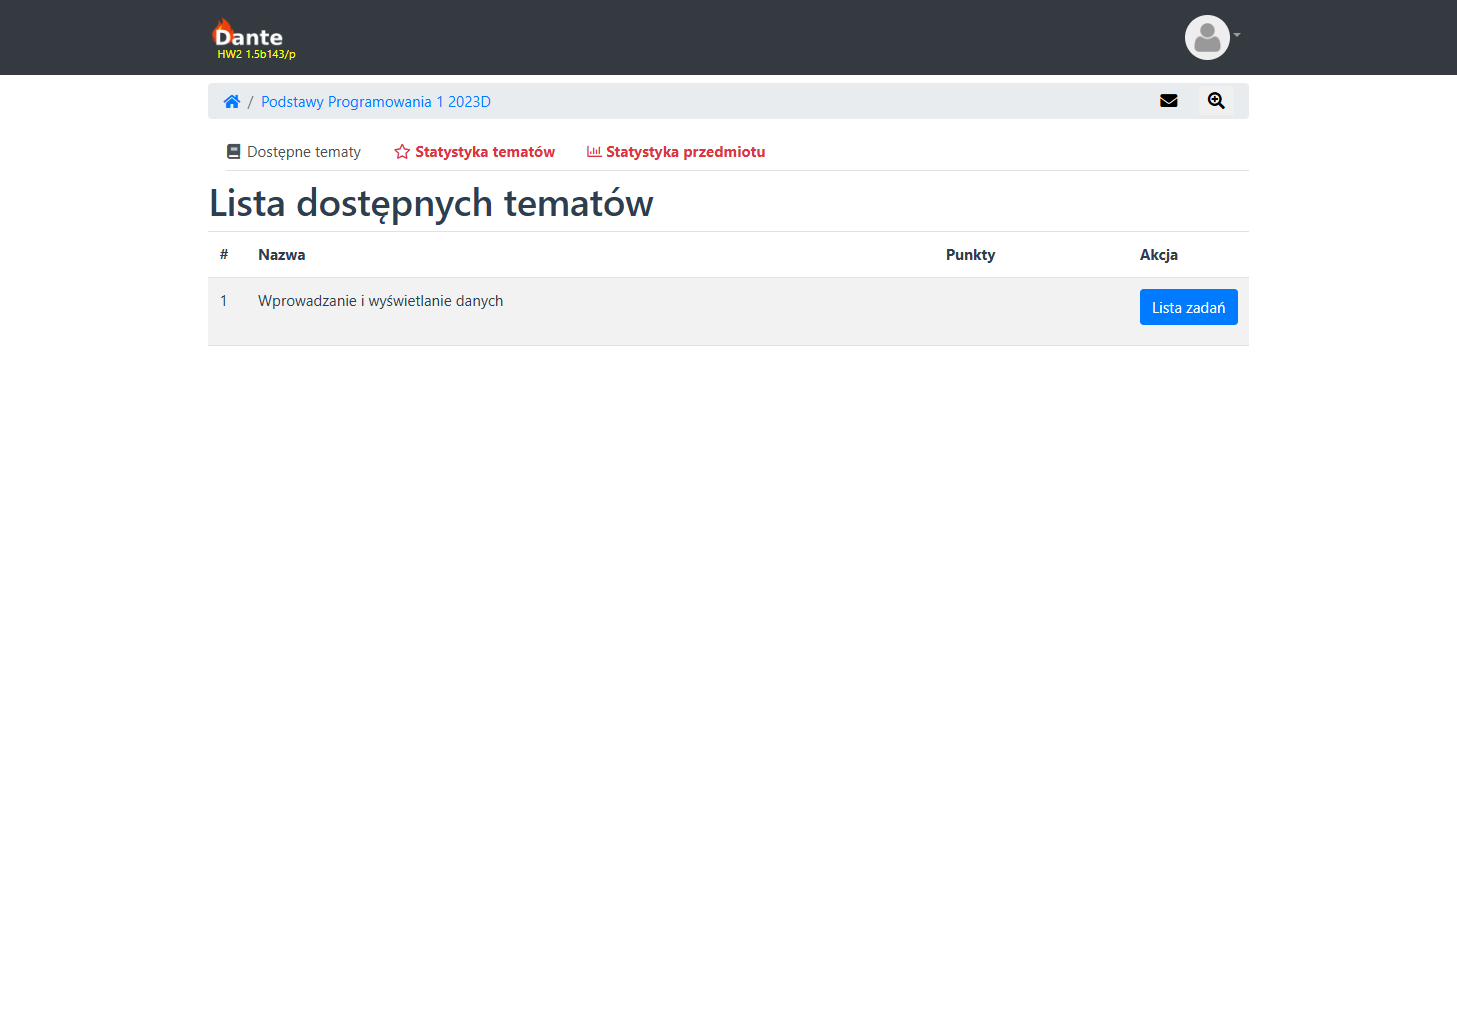 Dante
HW2 1.5b143/p
/ Podstawy Programowania 1 2023D
Dostępne tematy Statystyka tematów Statystyka przedmiotu
Lista dostępnych tematów
# Nazwa Punkty Akcja
1 Wprowadzanie i wyświetlanie danych Lista zadań